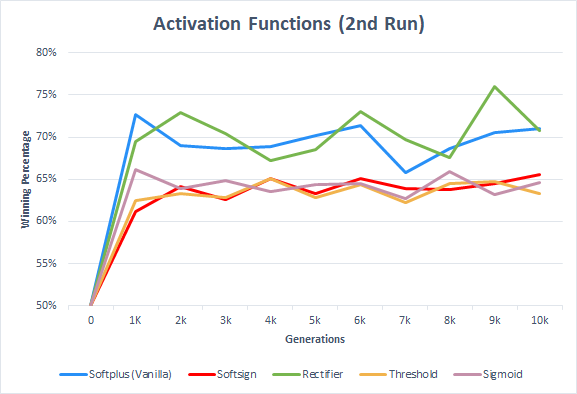 Activation Functions (2nd Run)
80%
75%
70%
65%
60%
55%
50%
Winning Percentage
0 1K 2k 3k 4k 5k 6k 7k 8k 9k 10k
Generations
Softplus (Vanilla) Softsign Rectifier Threshold Sigmoid